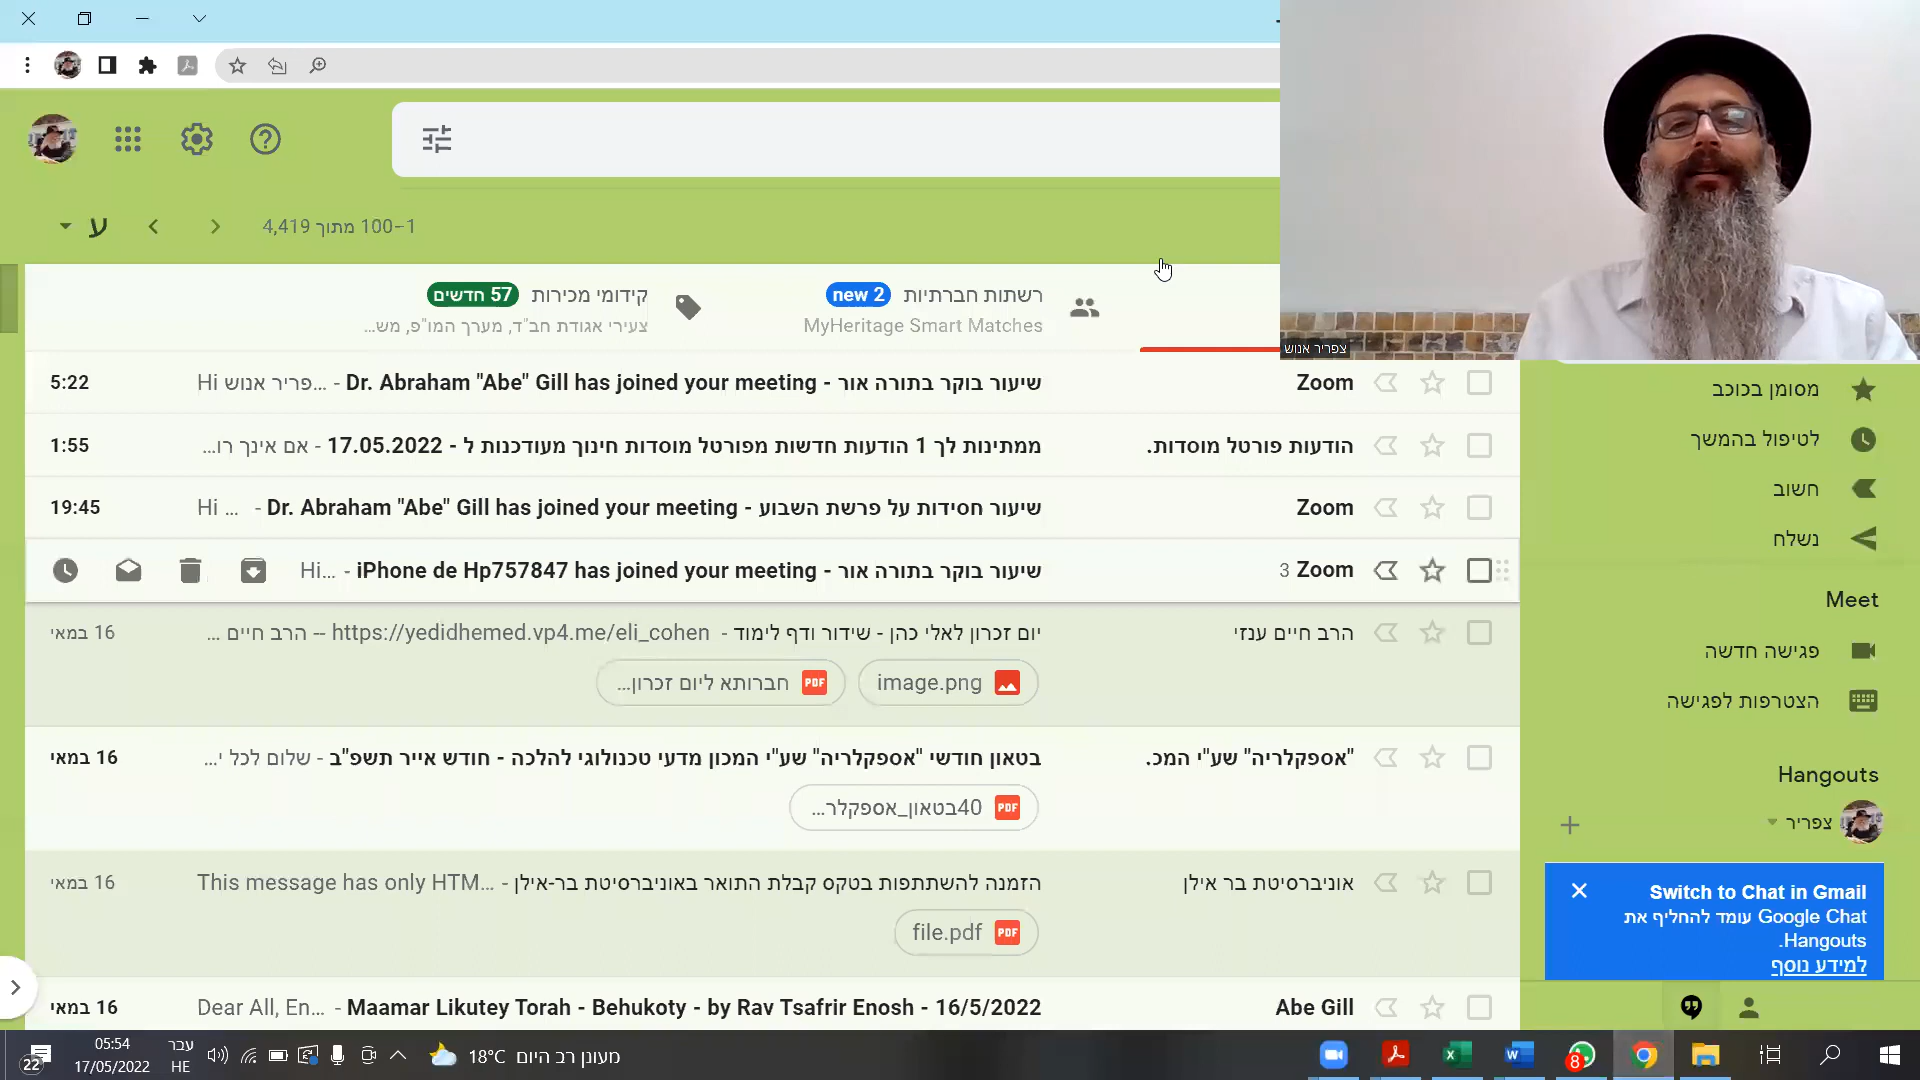 1–100 מתוך 4,419
ע
רשתות חברתיות 2 new
MyHeritage Smart Matches
קידומי מכירות 57 חדשים
צעירי אגודת חב"ד, מערך המו"פ, מש...
צפריר אנוש
Zoom שיעור בוקר בתורה אור - Dr. Abraham "Abe" Gill has joined your meeting - Hi פריר אנוש... 5:22
הודעות פורטל מוסדות. ממתינות לך 1 הודעות חדשות מפורטל מוסדות חינוך מעודכנות ל - 17.05.2022 - אם אינך רו... 1:55
Zoom שיעור חסידות על פרשת השבוע - Dr. Abraham "Abe" Gill has joined your meeting - Hi ... 19:45
Zoom 3 שיעור בוקר בתורה אור - iPhone de Hp757847 has joined your meeting - Hi...
הרב חיים ענזי יום זכרון לאלי כהן - שידור ודף לימוד - https://yedidhemed.vp4.me/eli_cohen -- הרב חיים ... 16 במאי
image.png
PDF חברותא ליום זכרון...
"אספקלריה" שע"י המכ. בטאון חודשי "אספקלריה" שע"י המכון מדעי טכנולוגי להלכה - חודש אייר תשפ"ב - שלום לכל י... 16 במאי
PDF 40בטאון_אספקלר...
אוניברסיטת בר אילן הזמנה להשתתפות בטקס קבלת התואר באוניברסיטת בר-אילן - This message has only HTM... 16 במאי
PDF file.pdf
Abe Gill Maamar Likutey Torah - Behukoty - by Rav Tsafrir Enosh - 16/5/2022 - Dear All, En... 16 במאי
מסומן בכוכב
לטיפול בהמשך
חשוב
נשלח
Meet
פגישה חדשה
הצטרפות לפגישה
Hangouts
צפריר
Switch to Chat in Gmail
Google Chat עומד להחליף את
Hangouts.
למידע נוסף
8
מעונן רב היום 18°C
עבר
HE
05:54
17/05/2022
22